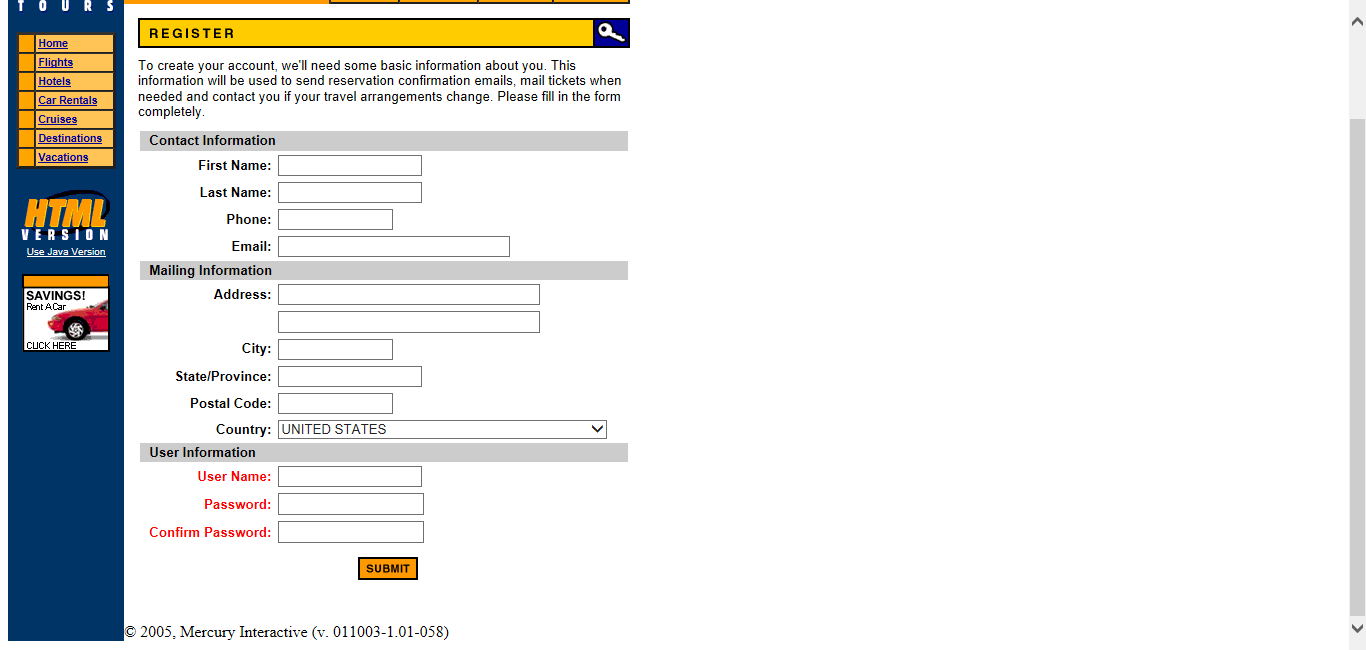 TOURS
Home
Flights
Hotels
Car Rentals
Cruises
Destinations
Vacations
HTML
VERSION
Use Java Version
SAVINGS!
Rent A Car
CLICK HERE
REGISTER
To create your account, we'll need some basic information about you. This
information will be used to send reservation confirmation emails, mail tickets when
needed and contact you if your travel arrangements change. Please fill in the form
completely.
Contact Information
First Name:
Last Name:
Phone:
Email:
Mailing Information
Address:
City:
State/Province:
Postal Code:
Country: UNITED STATES
User Information
User Name:
Password:
Confirm Password:
SUBMIT
© 2005, Mercury Interactive (v. 011003-1.01-058)